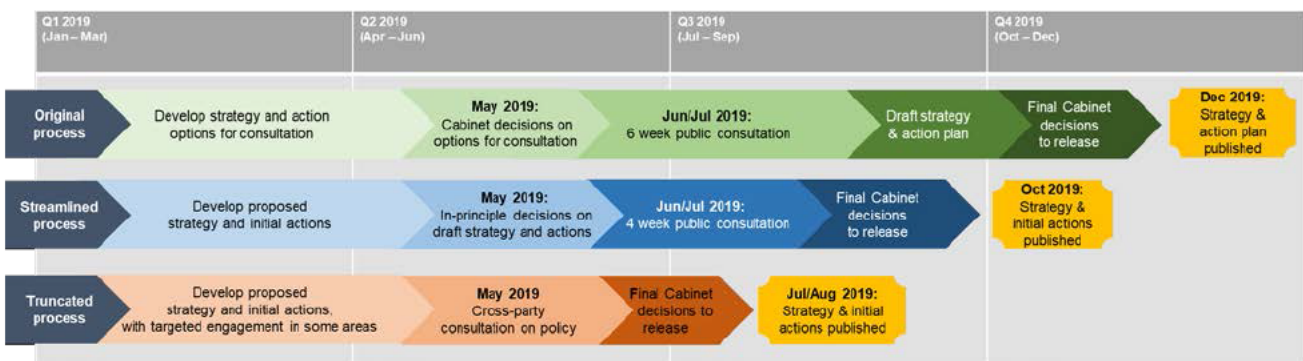 Q1 2019
(Jan – Mar)
Q2 2019
(Apr – Jun)
Q3 2019
(Jul – Sep)
Q4 2019
(Oct – Dec)
Original
process
Develop strategy and action
options for consultation
May 2019:
Cabinet decisions on
options for consultation
Jun/Jul 2019:
6 week public consultation
Draft strategy
& action plan
Final Cabinet
decisions
to release
Dec 2019:
Strategy &
action plan
published
Streamlined
process
Develop proposed
strategy and initial actions
May 2019:
In-principle decisions on
draft strategy and actions
Jun/Jul 2019:
4 week public consultation
Final Cabinet
decisions
to release
Oct 2019:
Strategy &
initial actions
published
Truncated
process
Develop proposed
strategy and initial actions,
with targeted engagement in some areas
May 2019
Cross-party
consultation on policy
Final Cabinet
decisions to
release
Jul/Aug 2019:
Strategy & initial
actions published